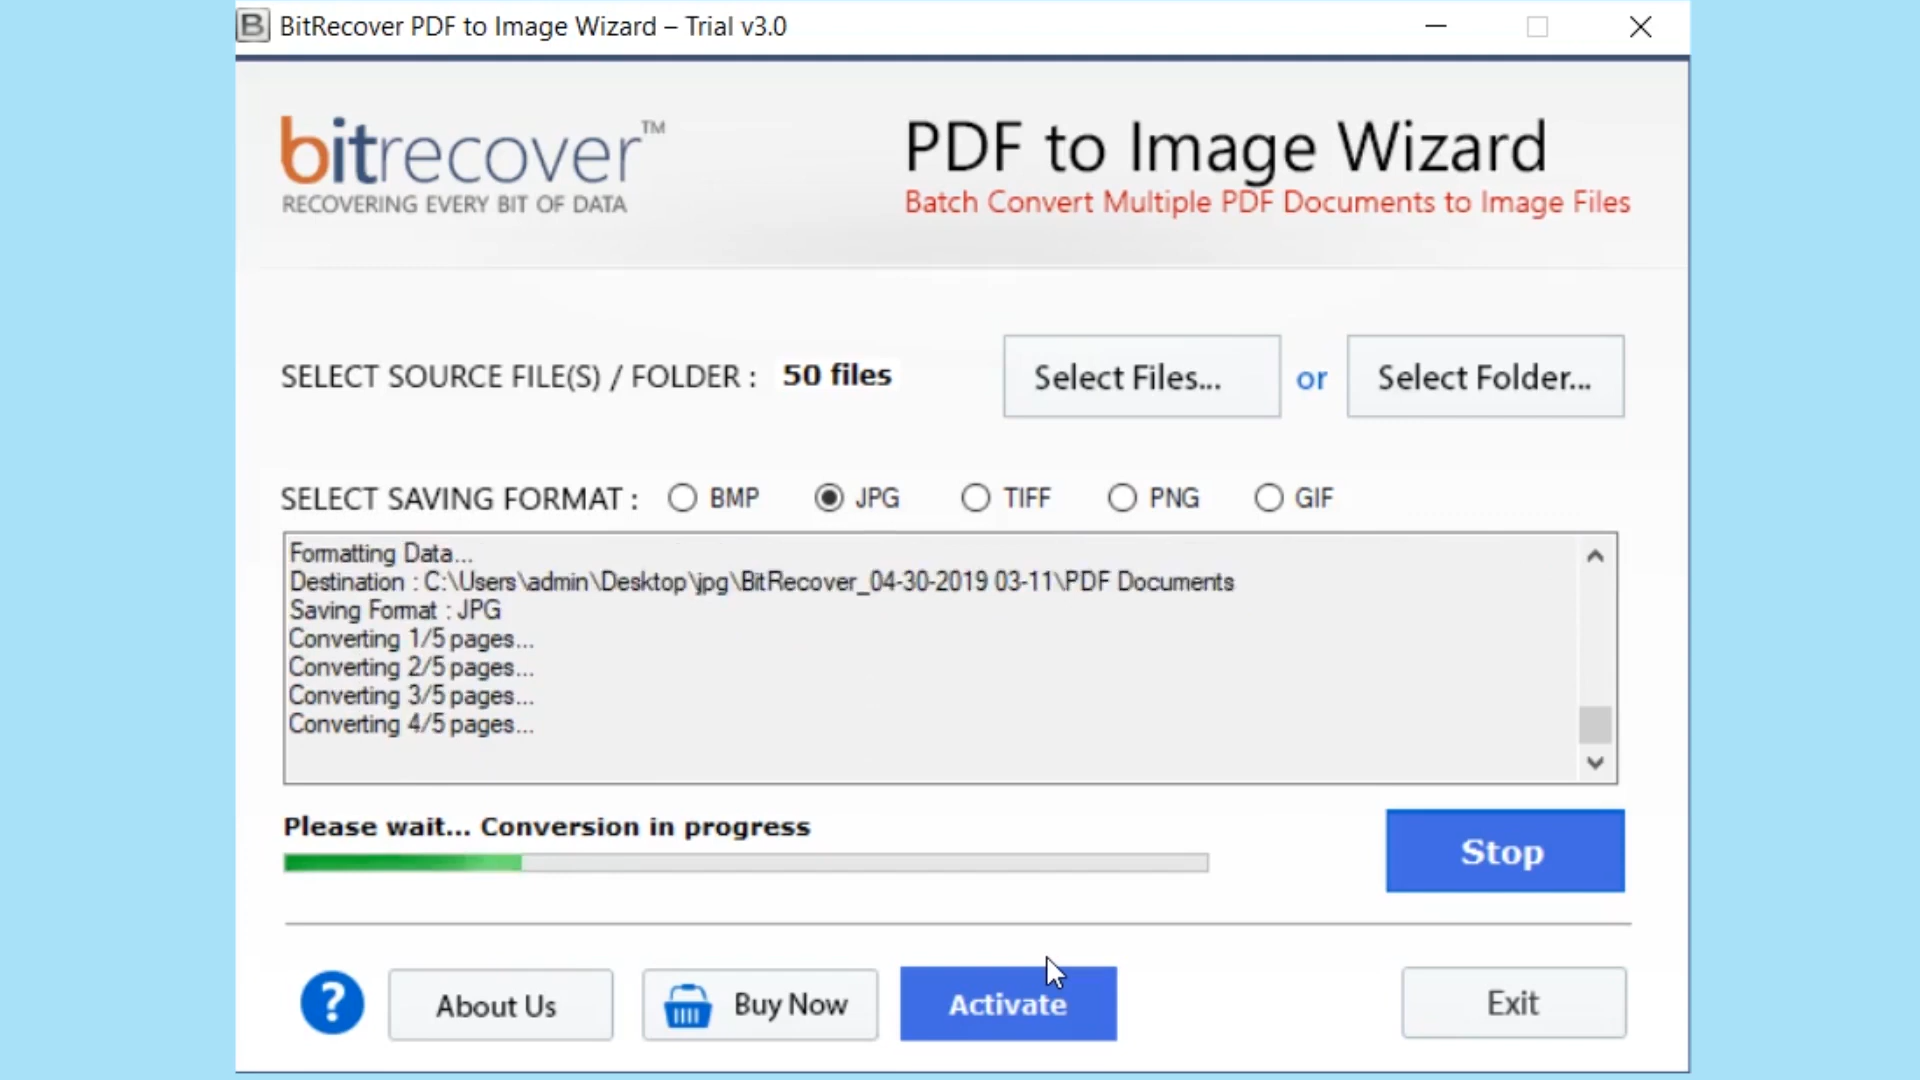 B BitRecover PDF to Image Wizard – Trial v3.0
bitrecover™
RECOVERING EVERY BIT OF DATA
PDF to Image Wizard
Batch Convert Multiple PDF Documents to Image Files
SELECT SOURCE FILE(S) / FOLDER : 50 files Select Files... or Select Folder...
SELECT SAVING FORMAT : BMP JPG TIFF PNG GIF
Formatting Data...
Destination : C:\Users\admin\Desktop\jpg\BitRecover_04-30-2019 03-11\PDF Documents
Saving Format : JPG
Converting 1/5 pages...
Converting 2/5 pages...
Converting 3/5 pages...
Converting 4/5 pages...
Please wait... Conversion in progress
Stop
? About Us Buy Now Activate Exit